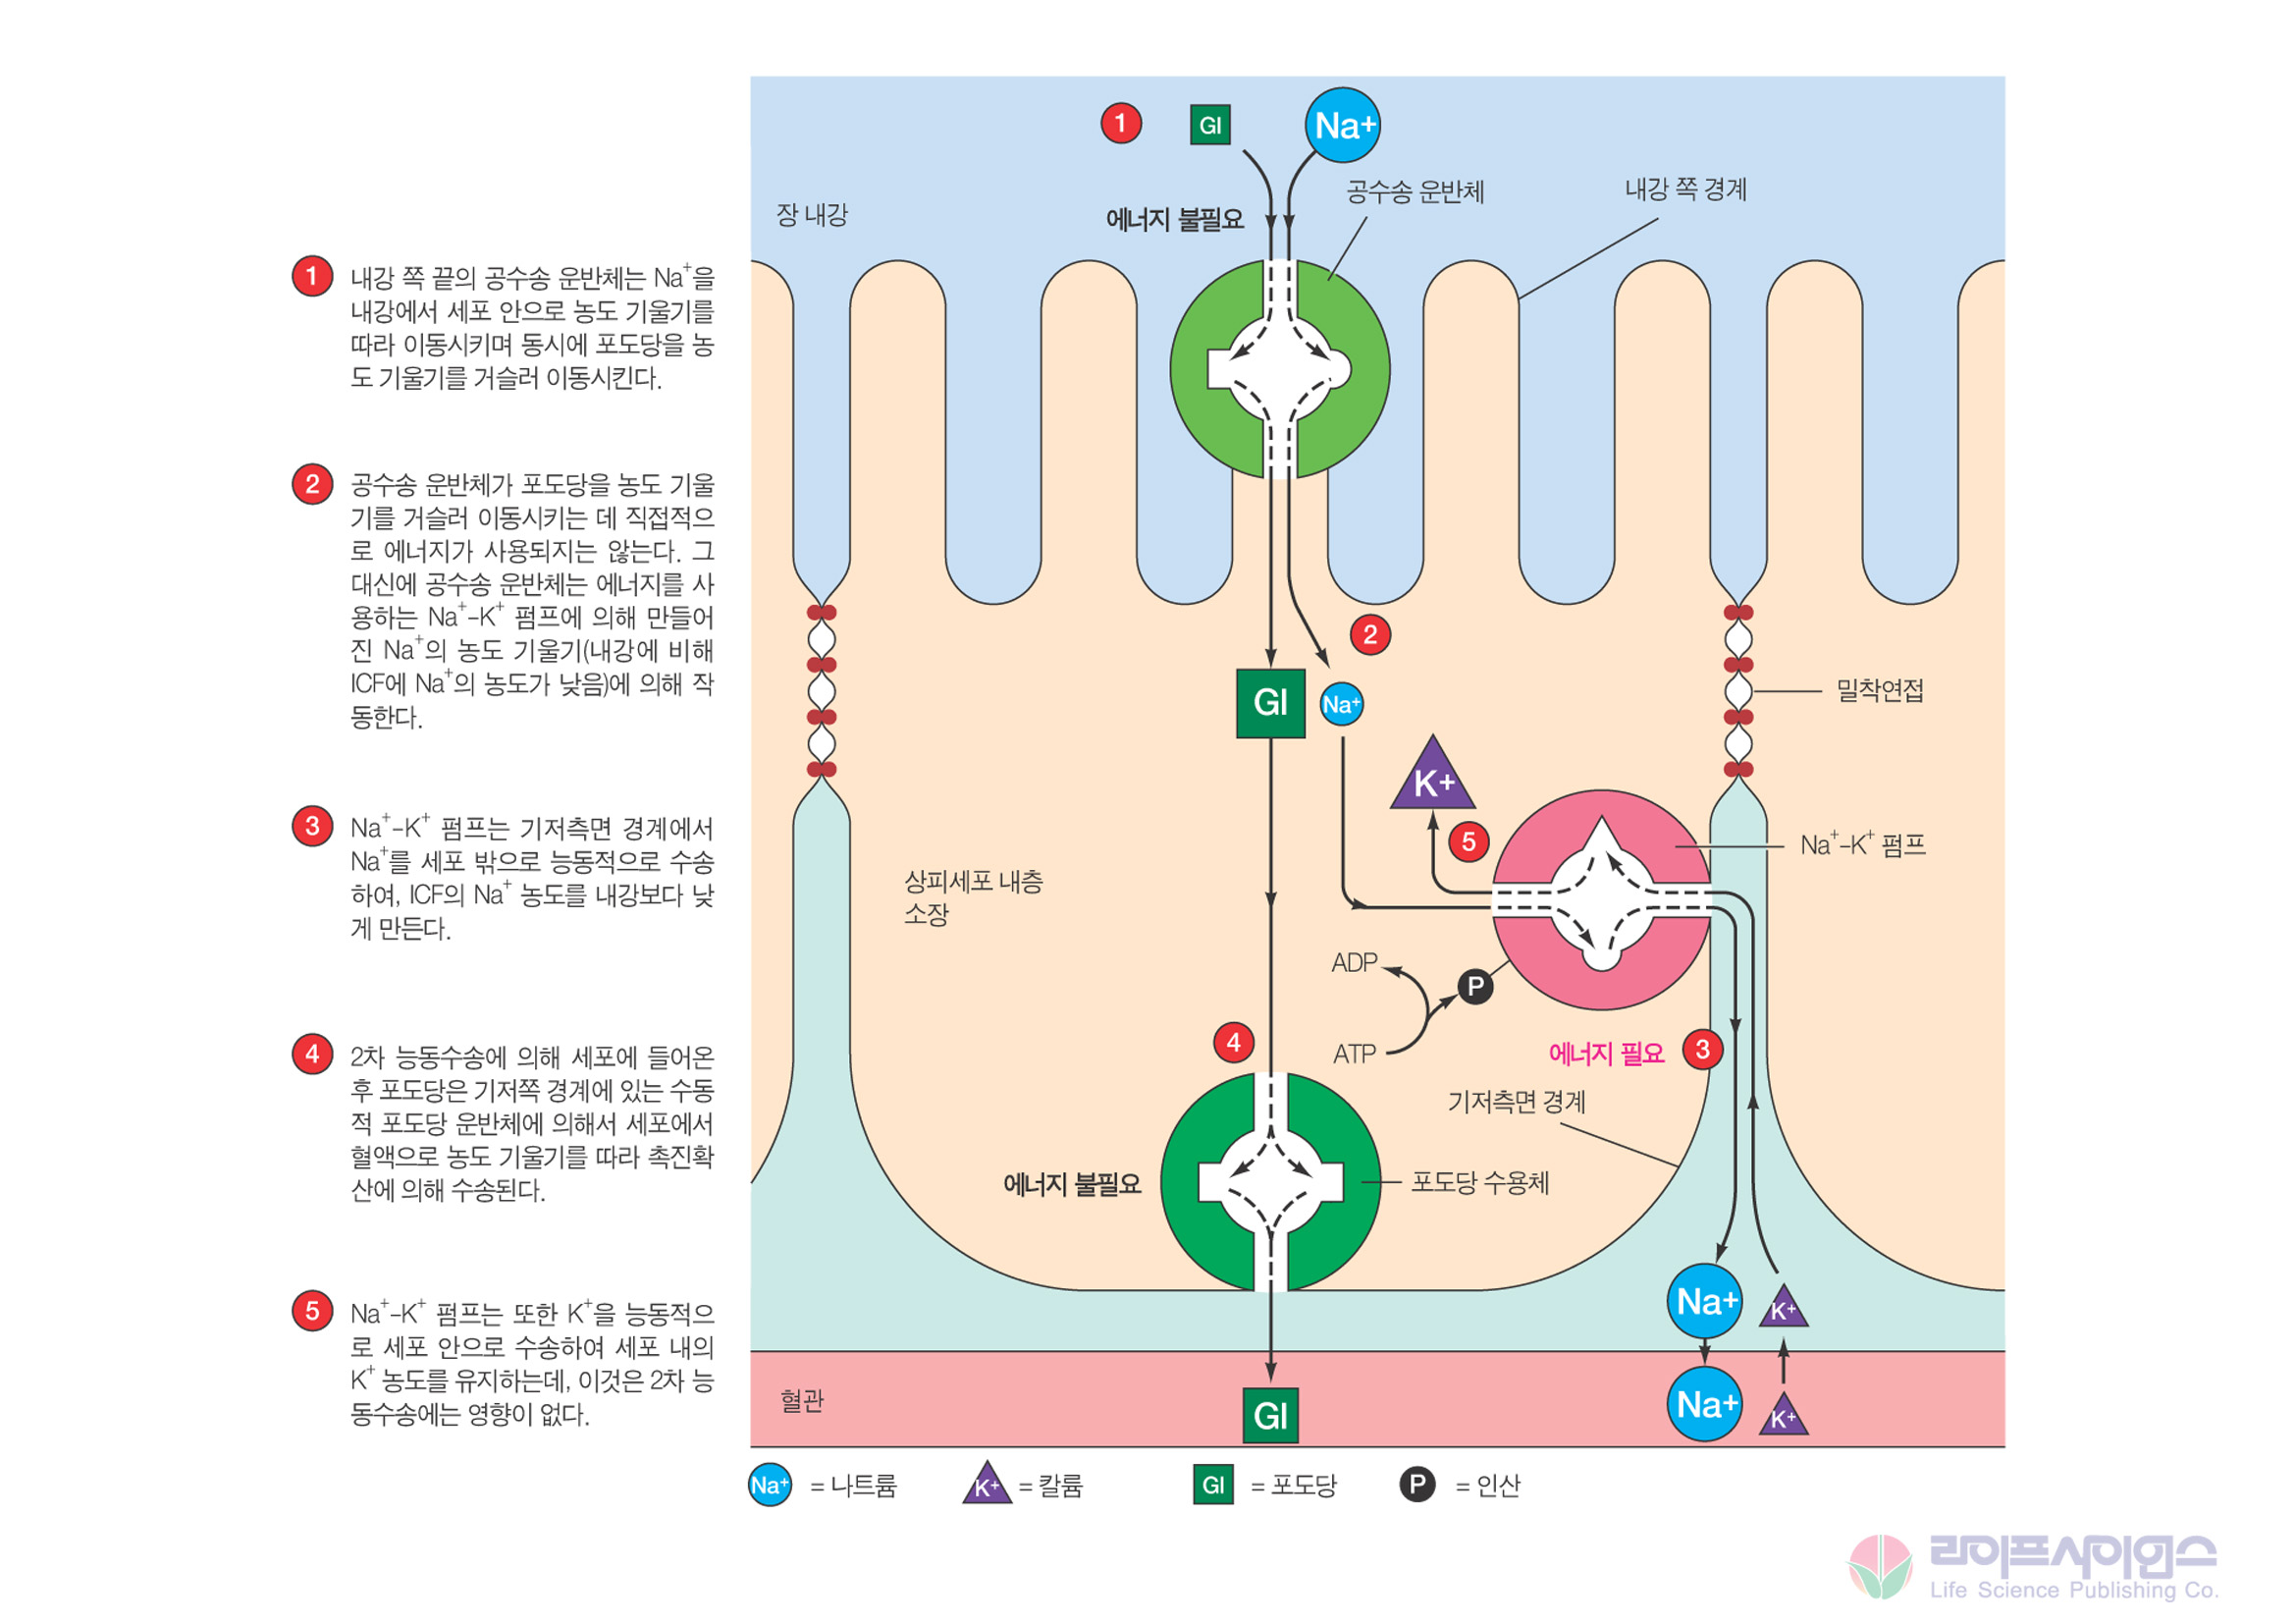 1 내강 쪽 끝의 공수송 운반체는 Na⁺을
내강에서 세포 안으로 농도 기울기를
따라 이동시키며 동시에 포도당을 농
도 기울기를 거슬러 이동시킨다.
2 공수송 운반체가 포도당을 농도 기울
기를 거슬러 이동시키는 데 직접적으
로 에너지가 사용되지는 않는다. 그
대신에 공수송 운반체는 에너지를 사
용하는 Na⁺-K⁺ 펌프에 의해 만들어
진 Na⁺의 농도 기울기(내강에 비해
ICF에 Na⁺의 농도가 낮음)에 의해 작
동한다.
3 Na⁺-K⁺ 펌프는 기저측면 경계에서
Na⁺를 세포 밖으로 능동적으로 수송
하여, ICF의 Na⁺ 농도를 내강보다 낮
게 만든다.
4 2차 능동수송에 의해 세포에 들어온
후 포도당은 기저쪽 경계에 있는 수동
적 포도당 운반체에 의해서 세포에서
혈액으로 농도 기울기를 따라 촉진확
산에 의해 수송된다.
5 Na⁺-K⁺ 펌프는 또한 K⁺을 능동적으
로 세포 안으로 수송하여 세포 내의
K⁺ 농도를 유지하는데, 이것은 2차 능
동수송에는 영향이 없다.
1 Gl Na+
장 내강
에너지 불필요
공수송 운반체
내강 쪽 경계
2
Gl Na+
밀착연접
K+
5
Na⁺-K⁺ 펌프
상피세포 내층
소장
ADP
P
ATP
4
에너지 필요 3
기저측면 경계
에너지 불필요
포도당 수용체
Na+ K+
혈관
Gl Na+ K+
Na+ = 나트륨 K+ = 칼륨 Gl = 포도당 P = 인산
라이프사이언스
Life Science Publishing Co.